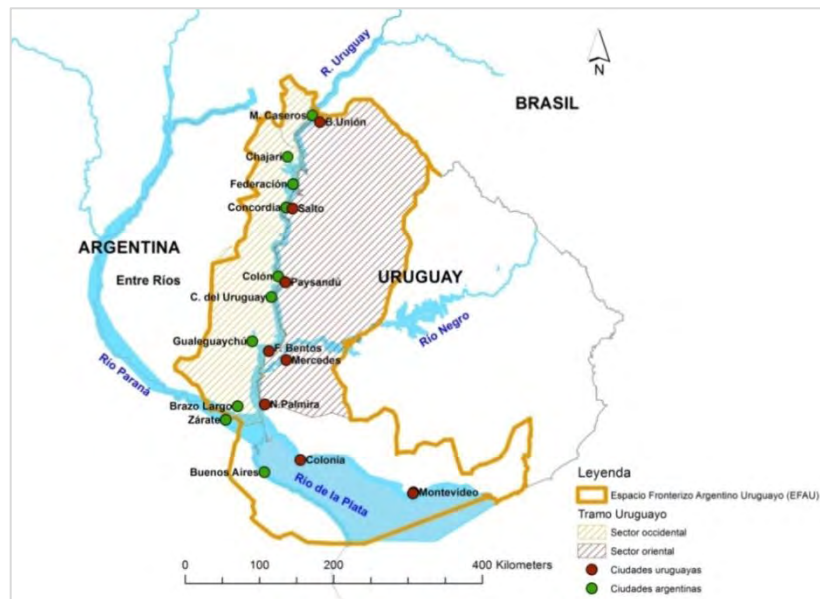 R. Uruguay
N
BRASIL
M. Caseros
B.Unión
Chajarí
Federación
Concordia
Salto
ARGENTINA
Entre Ríos
Colón
Paysandú
URUGUAY
C. del Uruguay
Río Negro
Gualeguaychú
F. Bentos
Mercedes
Río Paraná
Brazo Largo
N.Palmira
Zárate
Colonia
Buenos Aires
Río de la Plata
Montevideo
Leyenda
Espacio Fronterizo Argentino Uruguayo (EFAU)
Tramo Uruguayo
Sector occidental
Sector oriental
Ciudades uruguayas
Ciudades argentinas
0 100 200 400 Kilometers